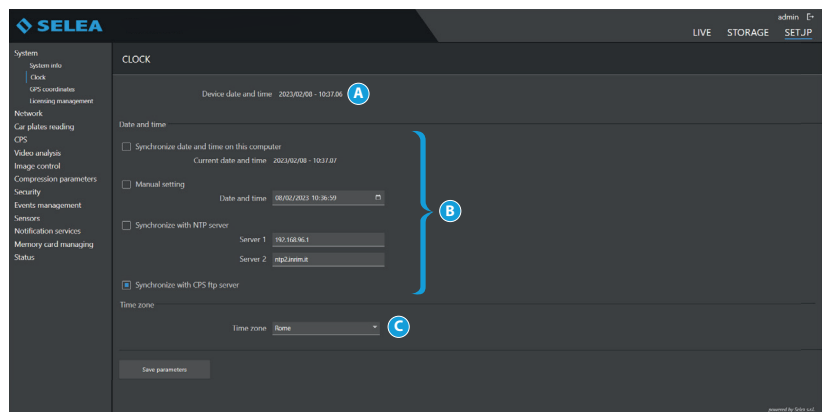 SELEA
admin
LIVE STORAGE SETUP
System
System info
Clock
GPS coordinates
Licensing management
Network
Car plates reading
CPS
Video analysis
Image control
Compression parameters
Security
Events management
Sensors
Notification services
Memory card managing
Status
CLOCK
Device date and time 2023/02/08 - 10:37.06 A
Date and time
Synchronize date and time on this computer
Current date and time 2023/02/08 - 10:37.07
Manual setting
Date and time 08/02/2023 10:36:59
B
Synchronize with NTP server
Server 1 192.168.96.1
Server 2 ntp2.inrim.it
Synchronize with CPS ftp server
Time zone
Time zone Rome C
Save parameters
powered by Selea s.r.l.